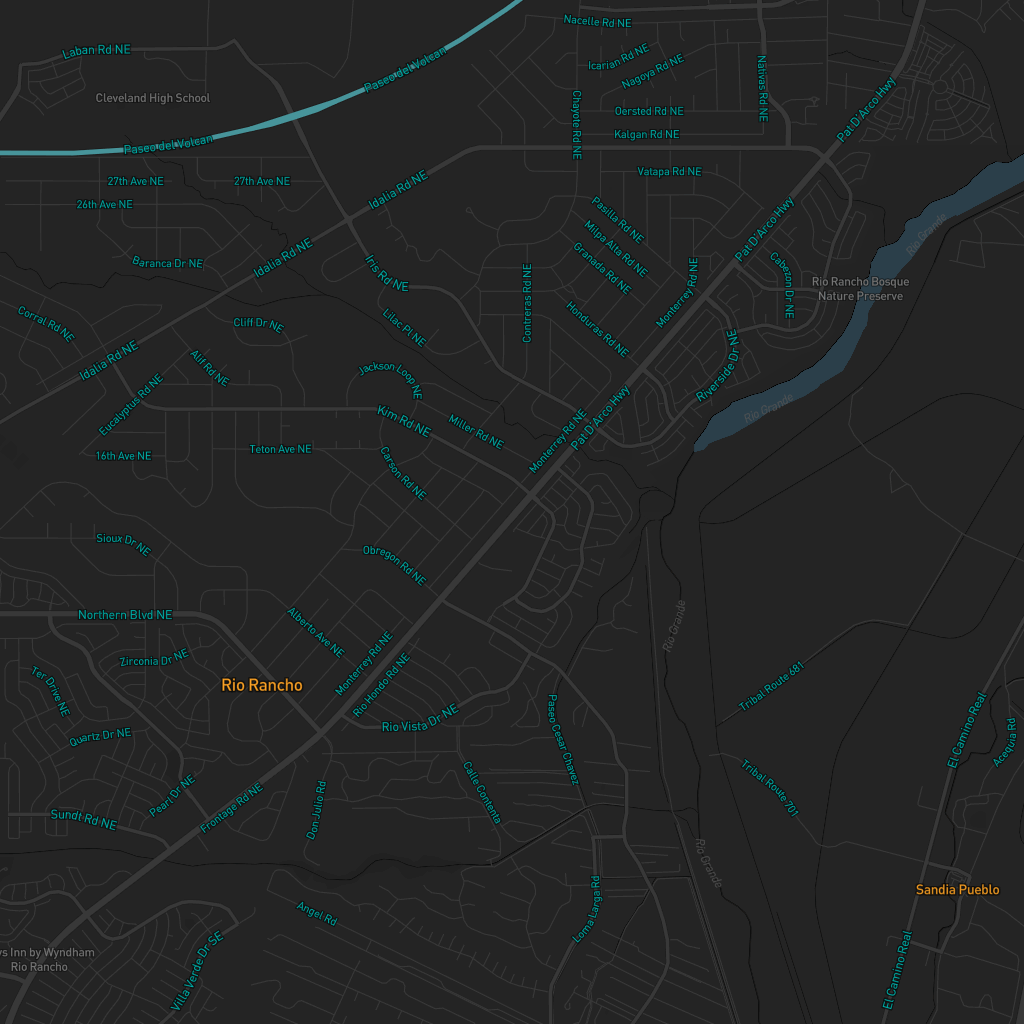 Nacelle Rd NE
Laban Rd NE
Icarian Rd NE
Paseo del Volcan
Nagoya Rd NE
Nativas Rd NE
Cleveland High School
Chayote Rd NE
Oersted Rd NE
Pat D'Arco Hwy
Kalgan Rd NE
Paseo del Volcan
Vatapa Rd NE
27th Ave NE
27th Ave NE
Idalia Rd NE
26th Ave NE
Pasilla Rd NE
Pat D'Arco Hwy
Rio Grande
Milpa Alta Rd NE
Idalia Rd NE
Baranca Dr NE
Granada Rd NE
Iris Rd NE
Cabezon Dr NE
Rio Rancho Bosque
Nature Preserve
Monterrey Rd NE
Contreras Rd NE
Corral Rd NE
Cliff Dr NE
Lilac Pl NE
Honduras Rd NE
Idalia Rd NE
Alif Rd NE
Riverside Dr NE
Jackson Loop NE
Eucalyptus Rd NE
Pat D'Arco Hwy
Rio Grande
Kim Rd NE
Miller Rd NE
Monterrey Rd NE
16th Ave NE
Teton Ave NE
Carson Rd NE
Sioux Dr NE
Obregon Rd NE
Northern Blvd NE
Alberto Ave NE
Rio Grande
Zirconia Dr NE
Monterrey Rd NE
Rio Hondo Rd NE
Rio Rancho
Ter Drive NE
Tribal Route 681
Rio Vista Dr NE
Quartz Dr NE
Paseo Cesar Chavez
El Camino Real
Acequia Rd
Pearl Dr NE
Frontage Rd NE
Don Julio Rd
Calle Contenta
Tribal Route 701
Sundt Rd NE
Rio Grande
Sandia Pueblo
Angel Rd
Loma Larga Rd
ys Inn by Wyndham
Rio Rancho
Villa Verde Dr SE
El Camino Real